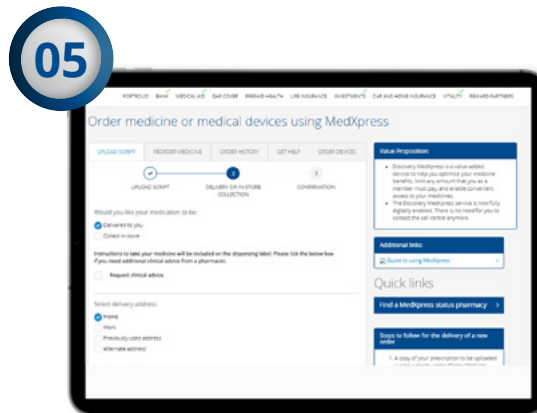 05
PORTFOLIO BANK MEDICAL AID GAP COVER PREPAID HEALTH LIFE INSURANCE INVESTMENTS CAR AND HOME INSURANCE VITALITY REWARD PARTNERS
Order medicine or medical devices using MedXpress
UPLOAD SCRIPT REORDER MEDICINE ORDER HISTORY GET HELP ORDER DEVICES
2 3
UPLOAD SCRIPT DELIVERY OR IN-STORE COLLECTION CONFIRMATION
Would you like your medication to be:
Delivered to you
Collect in-store
Instructions to take your medicine will be included on the dispensing label. Please tick the below box
if you need additional clinical advice from a pharmacist.
Request clinical advice.
Select delivery address:
Home
Work
Previously used address
Alternate address
Value Proposition:
Discovery MedXpress is a value-added
service to help you optimise your medicine
benefits, limit any amount that you as a
member must pay, and enable convenient
access to your medicines.
The Discovery MedXpress service is now fully
digitally enabled. There is no need for you to
contact the call centre anymore.
Additional links:
Guide to using MedXpress
Quick links
Find a MedXpress status pharmacy
Steps to follow for the delivery of a new
order
1. A copy of your prescription to be uploaded